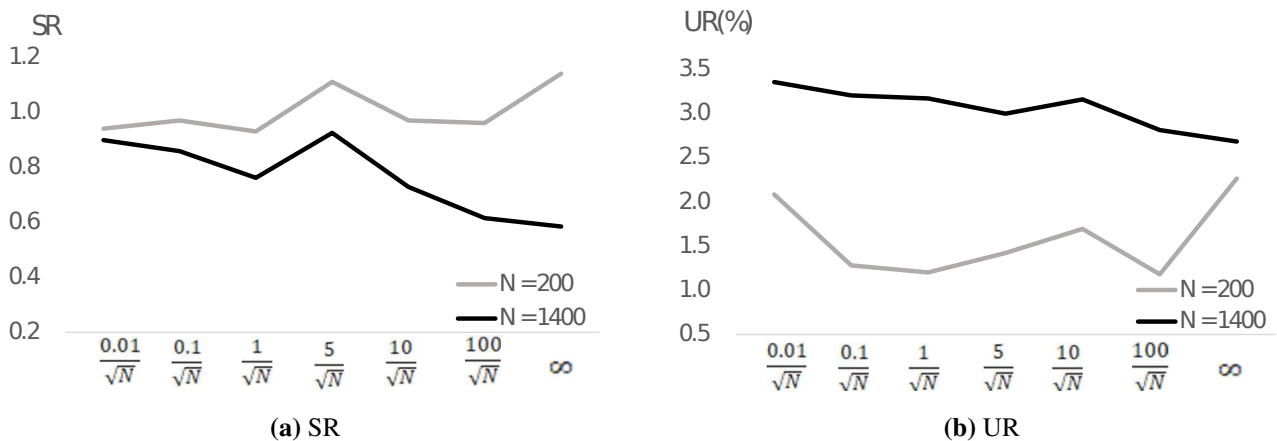 SR
1.2
1.0
0.8
0.6
0.4
0.2
N = 200
N = 1400
0.01/√N 0.1/√N 1/√N 5/√N 10/√N 100/√N ∞
(a) SR
UR(%)
3.5
3.0
2.5
2.0
1.5
1.0
0.5
N = 200
N = 1400
0.01/√N 0.1/√N 1/√N 5/√N 10/√N 100/√N ∞
(b) UR